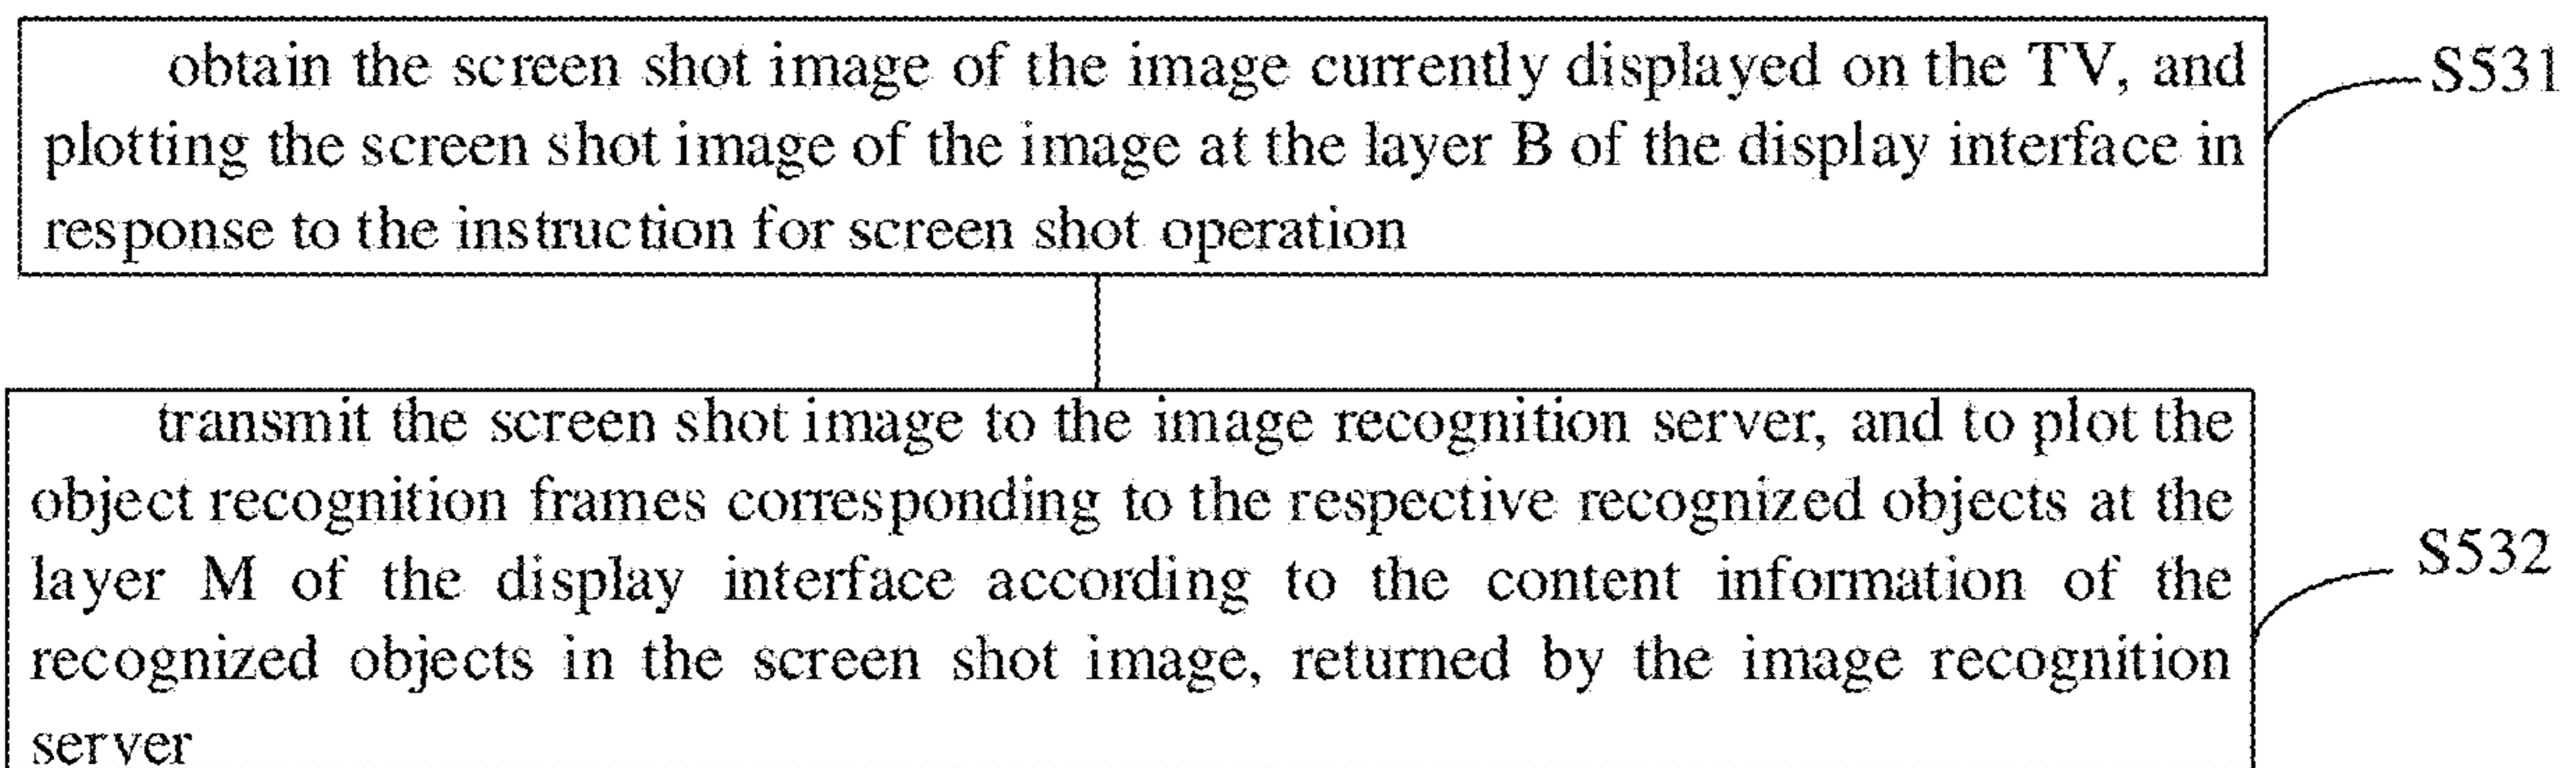 obtain the screen shot image of the image currently displayed on the TV, and
plotting the screen shot image of the image at the layer B of the display interface in
response to the instruction for screen shot operation
S531
transmit the screen shot image to the image recognition server, and to plot the
object recognition frames corresponding to the respective recognized objects at the
layer M of the display interface according to the content information of the
recognized objects in the screen shot image, returned by the image recognition
server
S532